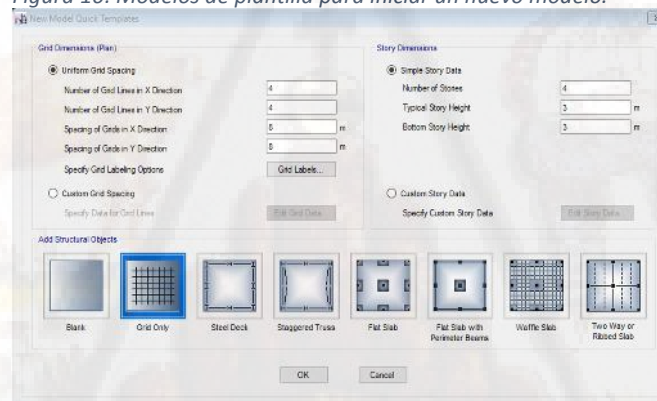 Figura 10. Modelos de plantilla para iniciar un nuevo modelo.
New Model Quick Templates
Grid Dimensions (Plan)
Uniform Grid Spacing
Number of Grid Lines in X Direction 4
Number of Grid Lines in Y Direction 4
Spacing of Grids in X Direction 8 m
Spacing of Grids in Y Direction 8 m
Specify Grid Labeling Options Grid Labels...
Custom Grid Spacing
Specify Data for Grid Lines Edit Grid Data...
Story Dimensions
Simple Story Data
Number of Stories 4
Typical Story Height 3 m
Bottom Story Height 3 m
Custom Story Data
Specify Custom Story Data Edit Story Data...
Add Structural Objects
Blank
Grid Only
Steel Deck
Staggered Truss
Flat Slab
Flat Slab with
Perimeter Beams
Waffle Slab
Two Way or
Ribbed Slab
OK Cancel